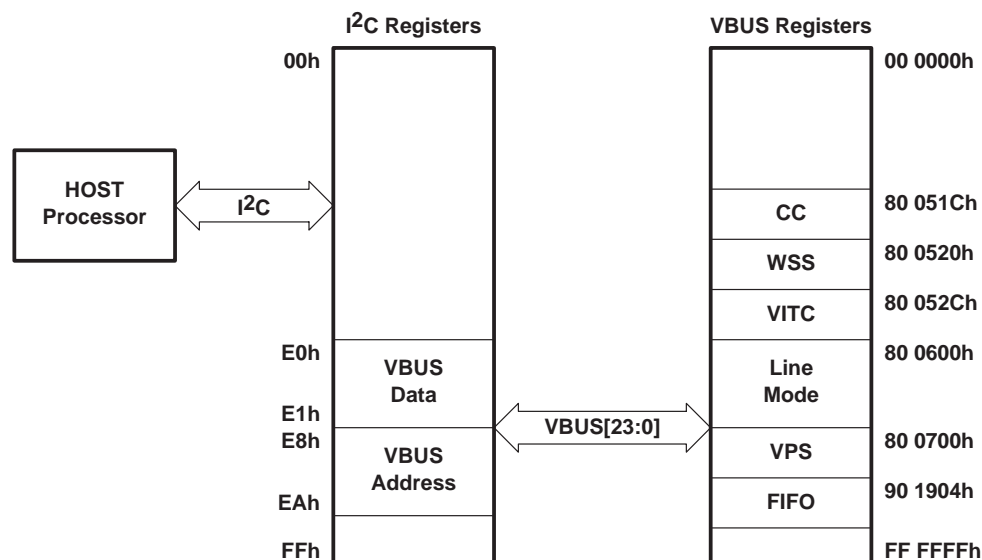 I2C Registers
VBUS Registers
00h
00 0000h
HOST
Processor
I2C
CC
80 051Ch
WSS
80 0520h
VITC
80 052Ch
E0h
VBUS
Data
E1h
Line
Mode
80 0600h
VBUS[23:0]
E8h
VBUS
Address
EAh
VPS
80 0700h
FIFO
90 1904h
FFh
FF FFFFh